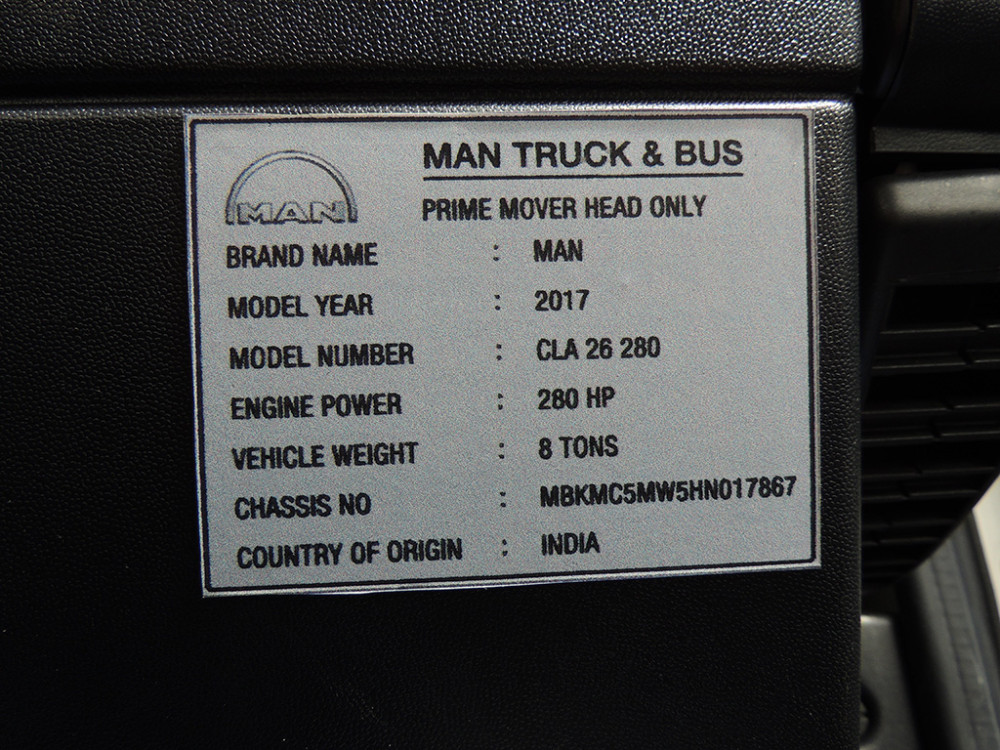 MAN TRUCK & BUS
MAN
PRIME MOVER HEAD ONLY
BRAND NAME : MAN
MODEL YEAR : 2017
MODEL NUMBER : CLA 26 280
ENGINE POWER : 280 HP
VEHICLE WEIGHT : 8 TONS
CHASSIS NO : MBKMC5MW5HN017867
COUNTRY OF ORIGIN : INDIA